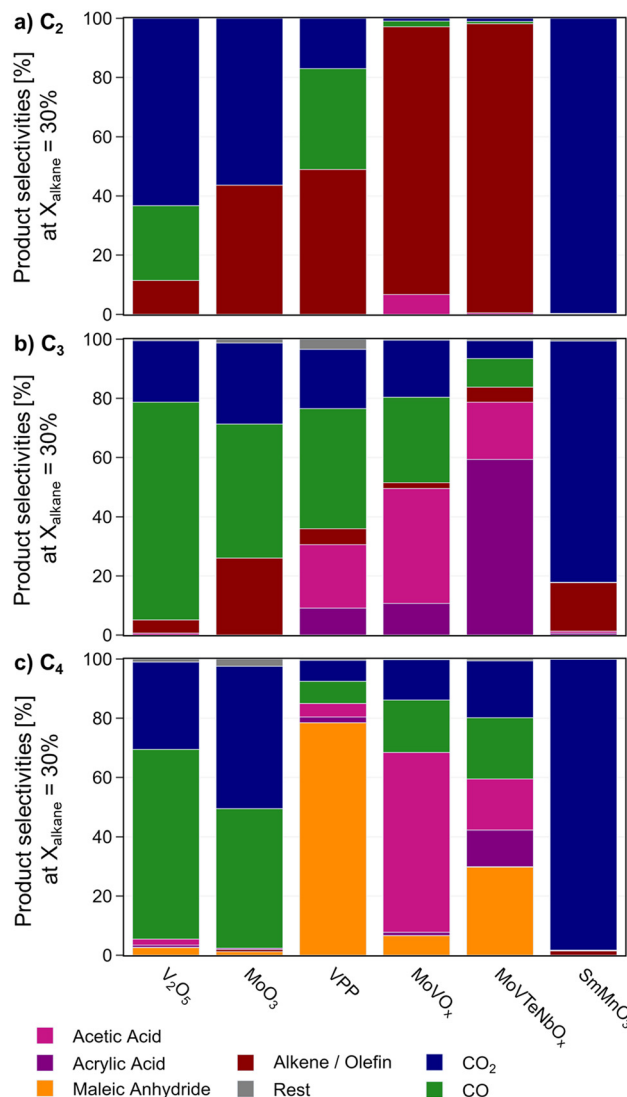 a) C₂
Product selectivities [%]
at Xalkane = 30%
100
80
60
40
20
0
b) C₃
Product selectivities [%]
at Xalkane = 30%
100
80
60
40
20
0
c) C₄
Product selectivities [%]
at Xalkane = 30%
100
80
60
40
20
0
V₂O₅
MoO₃
VPP
MoVOₓ
MoVTeNbOₓ
SmMnO₃
Acetic Acid
Acrylic Acid
Alkene / Olefin
CO₂
Maleic Anhydride
Rest
CO